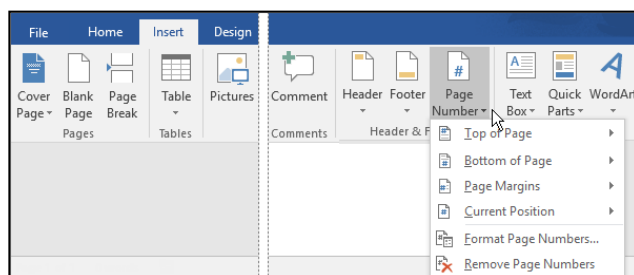 File Home Insert Design
Cover Page Blank Page Page Break Table Pictures Comment Header Footer Page Number Text Box Quick Parts WordArt
Pages Tables Comments Header & F
Top of Page
Bottom of Page
Page Margins
Current Position
Format Page Numbers...
Remove Page Numbers